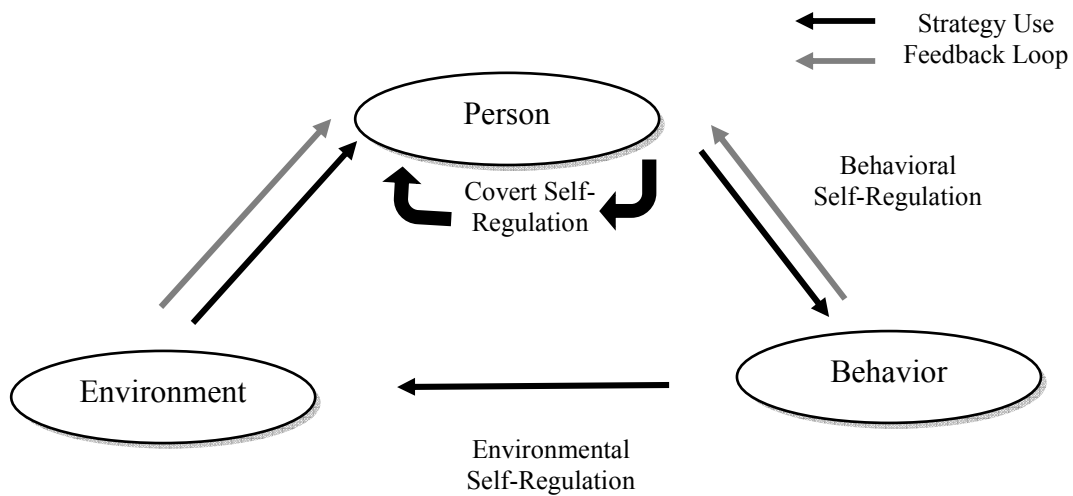 Strategy Use
Feedback Loop
Person
Behavioral
Self-Regulation
Covert Self-
Regulation
Environment
Behavior
Environmental
Self-Regulation